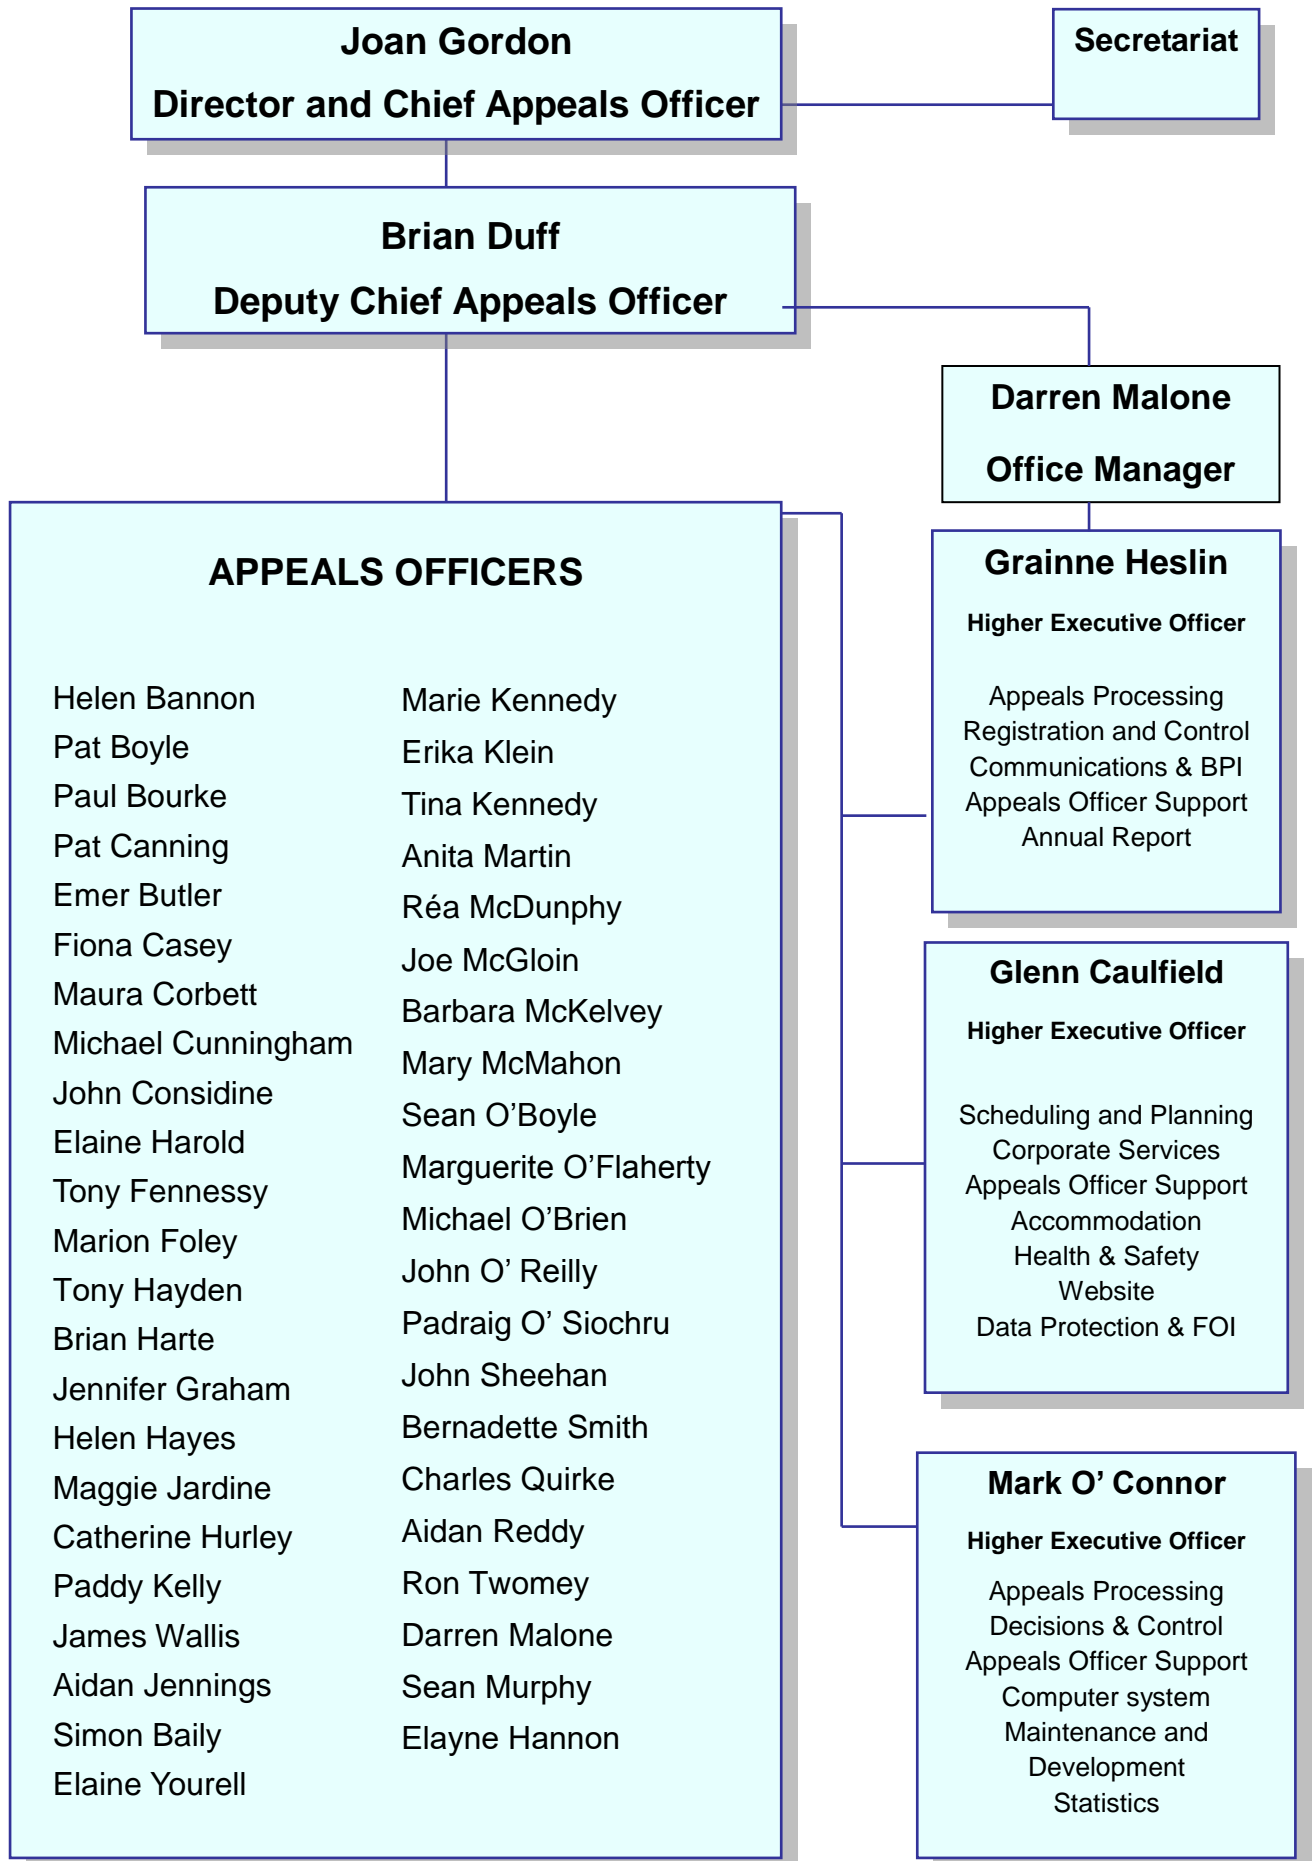 Joan Gordon
Director and Chief Appeals Officer
Secretariat
Brian Duff
Deputy Chief Appeals Officer
Darren Malone
Office Manager
APPEALS OFFICERS
Helen Bannon
Pat Boyle
Paul Bourke
Pat Canning
Emer Butler
Fiona Casey
Maura Corbett
Michael Cunningham
John Considine
Elaine Harold
Tony Fennessy
Marion Foley
Tony Hayden
Brian Harte
Jennifer Graham
Helen Hayes
Maggie Jardine
Catherine Hurley
Paddy Kelly
James Wallis
Aidan Jennings
Simon Baily
Elaine Yourell
Marie Kennedy
Erika Klein
Tina Kennedy
Anita Martin
Réa McDunphy
Joe McGloin
Barbara McKelvey
Mary McMahon
Sean O’Boyle
Marguerite O’Flaherty
Michael O’Brien
John O’ Reilly
Padraig O’ Siochru
John Sheehan
Bernadette Smith
Charles Quirke
Aidan Reddy
Ron Twomey
Darren Malone
Sean Murphy
Elayne Hannon
Grainne Heslin
Higher Executive Officer
Appeals Processing
Registration and Control
Communications & BPI
Appeals Officer Support
Annual Report
Glenn Caulfield
Higher Executive Officer
Scheduling and Planning
Corporate Services
Appeals Officer Support
Accommodation
Health & Safety
Website
Data Protection & FOI
Mark O’ Connor
Higher Executive Officer
Appeals Processing
Decisions & Control
Appeals Officer Support
Computer system
Maintenance and
Development
Statistics